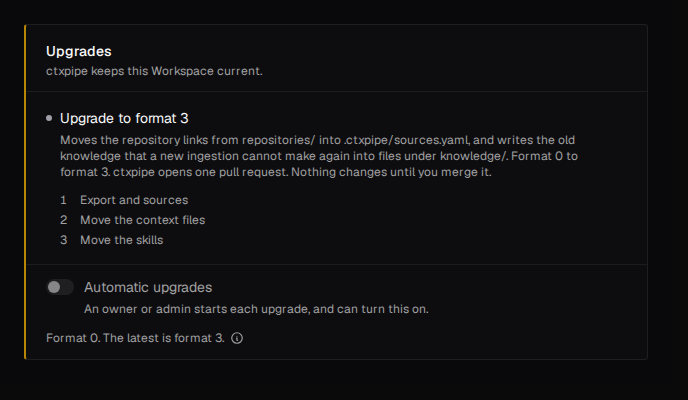 Upgrades
ctxpipe keeps this Workspace current.
Upgrade to format 3
Moves the repository links from repositories/ into .ctxpipe/sources.yaml, and writes the old
knowledge that a new ingestion cannot make again into files under knowledge/. Format 0 to
format 3. ctxpipe opens one pull request. Nothing changes until you merge it.
1 Export and sources
2 Move the context files
3 Move the skills
Automatic upgrades
An owner or admin starts each upgrade, and can turn this on.
Format 0. The latest is format 3.